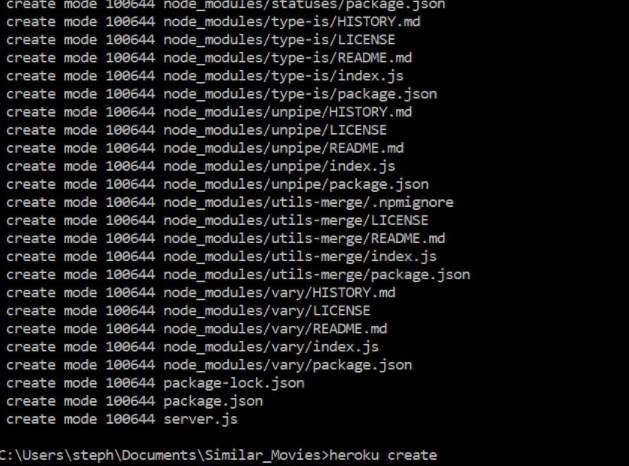 create mode 100644 node_modules/statuses/package.json
create mode 100644 node_modules/type-is/HISTORY.md
create mode 100644 node_modules/type-is/LICENSE
create mode 100644 node_modules/type-is/README.md
create mode 100644 node_modules/type-is/index.js
create mode 100644 node_modules/type-is/package.json
create mode 100644 node_modules/unpipe/HISTORY.md
create mode 100644 node_modules/unpipe/LICENSE
create mode 100644 node_modules/unpipe/README.md
create mode 100644 node_modules/unpipe/index.js
create mode 100644 node_modules/unpipe/package.json
create mode 100644 node_modules/utils-merge/.npmignore
create mode 100644 node_modules/utils-merge/LICENSE
create mode 100644 node_modules/utils-merge/README.md
create mode 100644 node_modules/utils-merge/index.js
create mode 100644 node_modules/utils-merge/package.json
create mode 100644 node_modules/vary/HISTORY.md
create mode 100644 node_modules/vary/LICENSE
create mode 100644 node_modules/vary/README.md
create mode 100644 node_modules/vary/index.js
create mode 100644 node_modules/vary/package.json
create mode 100644 package-lock.json
create mode 100644 package.json
create mode 100644 server.js
C:\Users\steph\Documents\Similar_Movies>heroku create